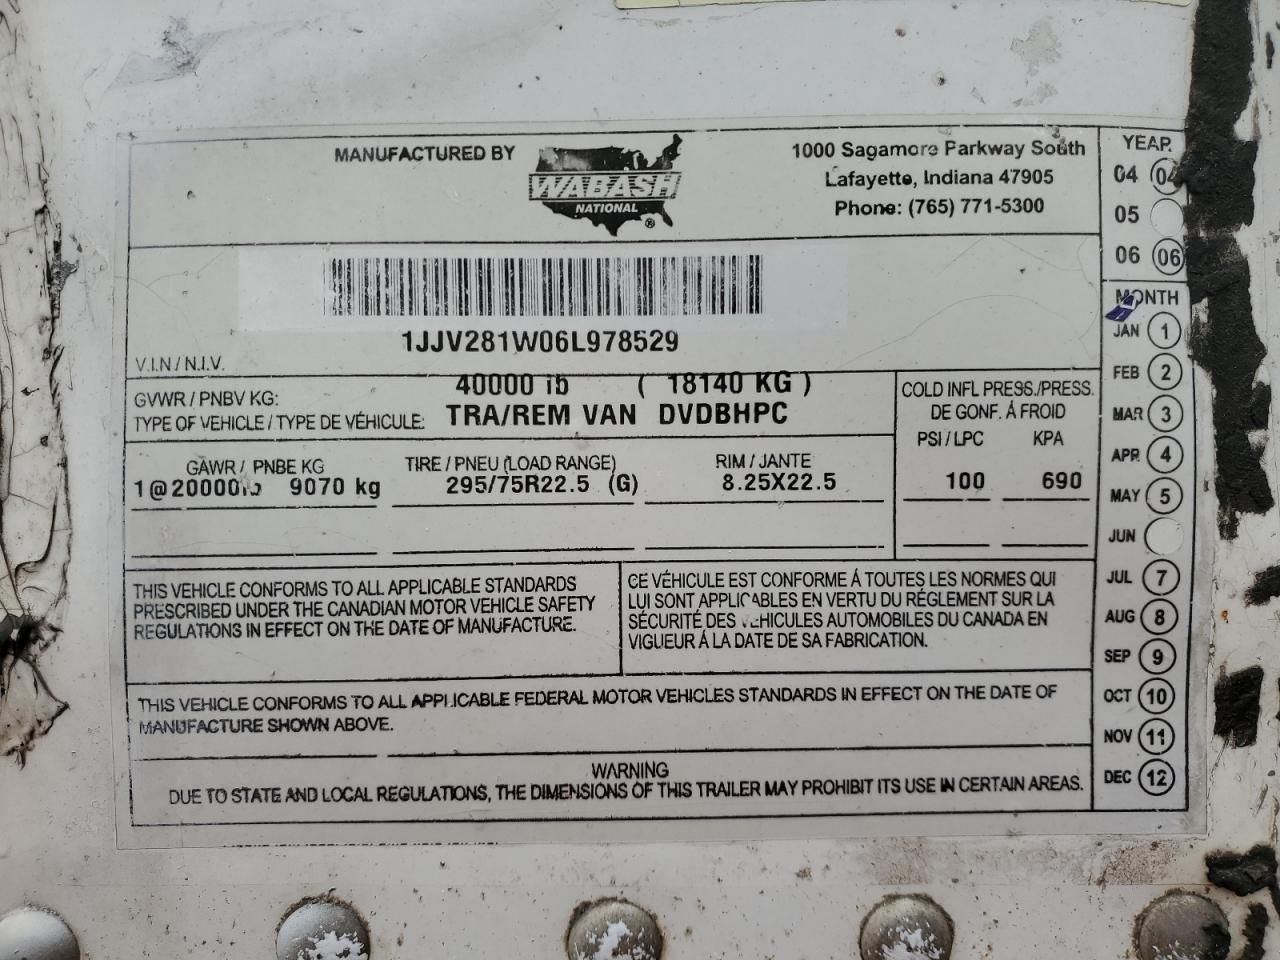 MANUFACTURED BY
WABASH
NATIONAL
®
1000 Sagamore Parkway South
Lafayette, Indiana 47905
Phone: (765) 771-5300
1JJV281W06L978529
V.I.N / N.I.V.
GVWR / PNBV KG: 40000 lb ( 18140 KG )
TYPE OF VEHICLE / TYPE DE VÉHICULE: TRA/REM VAN DVDBHPC
GAWR / PNBE KG TIRE / PNEU (LOAD RANGE) RIM / JANTE
1@20000lb 9070 kg 295/75R22.5 (G) 8.25X22.5
COLD INFL PRESS./PRESS.
DE GONF. Á FROID
PSI / LPC KPA
100 690
THIS VEHICLE CONFORMS TO ALL APPLICABLE STANDARDS
PRESCRIBED UNDER THE CANADIAN MOTOR VEHICLE SAFETY
REGULATIONS IN EFFECT ON THE DATE OF MANUFACTURE.
CE VÉHICULE EST CONFORME Á TOUTES LES NORMES QUI
LUI SONT APPLICABLES EN VERTU DU RÉGLEMENT SUR LA
SÉCURITÉ DES VEHICULES AUTOMOBILES DU CANADA EN
VIGUEUR Á LA DATE DE SA FABRICATION.
THIS VEHICLE CONFORMS TO ALL APPLICABLE FEDERAL MOTOR VEHICLES STANDARDS IN EFFECT ON THE DATE OF
MANUFACTURE SHOWN ABOVE.
WARNING
DUE TO STATE AND LOCAL REGULATIONS, THE DIMENSIONS OF THIS TRAILER MAY PROHIBIT ITS USE IN CERTAIN AREAS.
YEAR
04 04
05
06 06
MONTH
JAN 1
FEB 2
MAR 3
APR 4
MAY 5
JUN
JUL 7
AUG 8
SEP 9
OCT 10
NOV 11
DEC 12